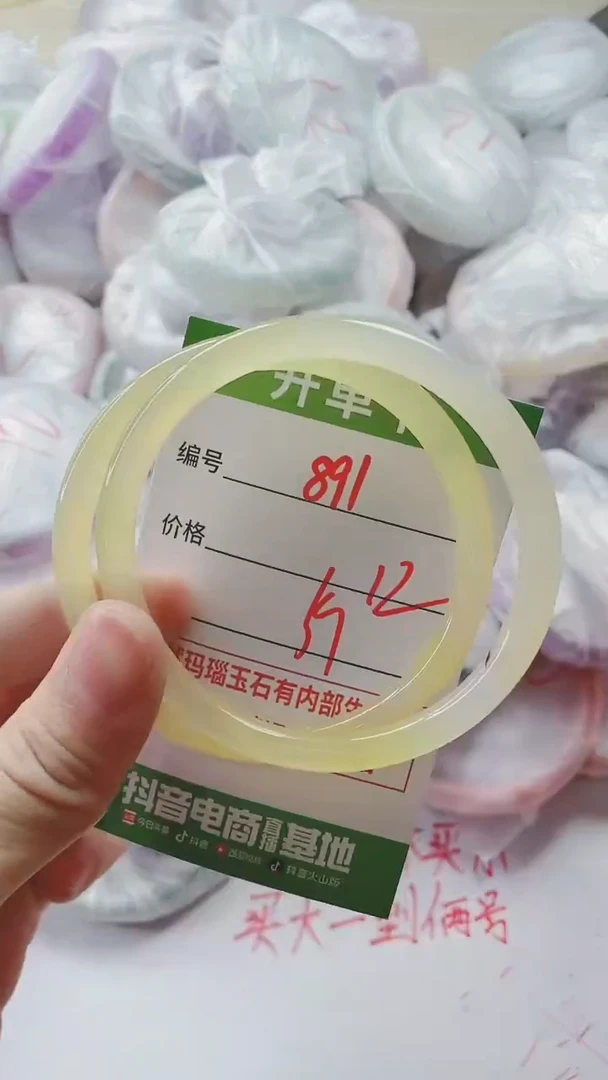 开单
编号 891
价格 12
玛瑙玉石有内部
抖音电商直播基地
今日头条 抖音 西瓜视频 抖音火山版
买
买大一到俩号